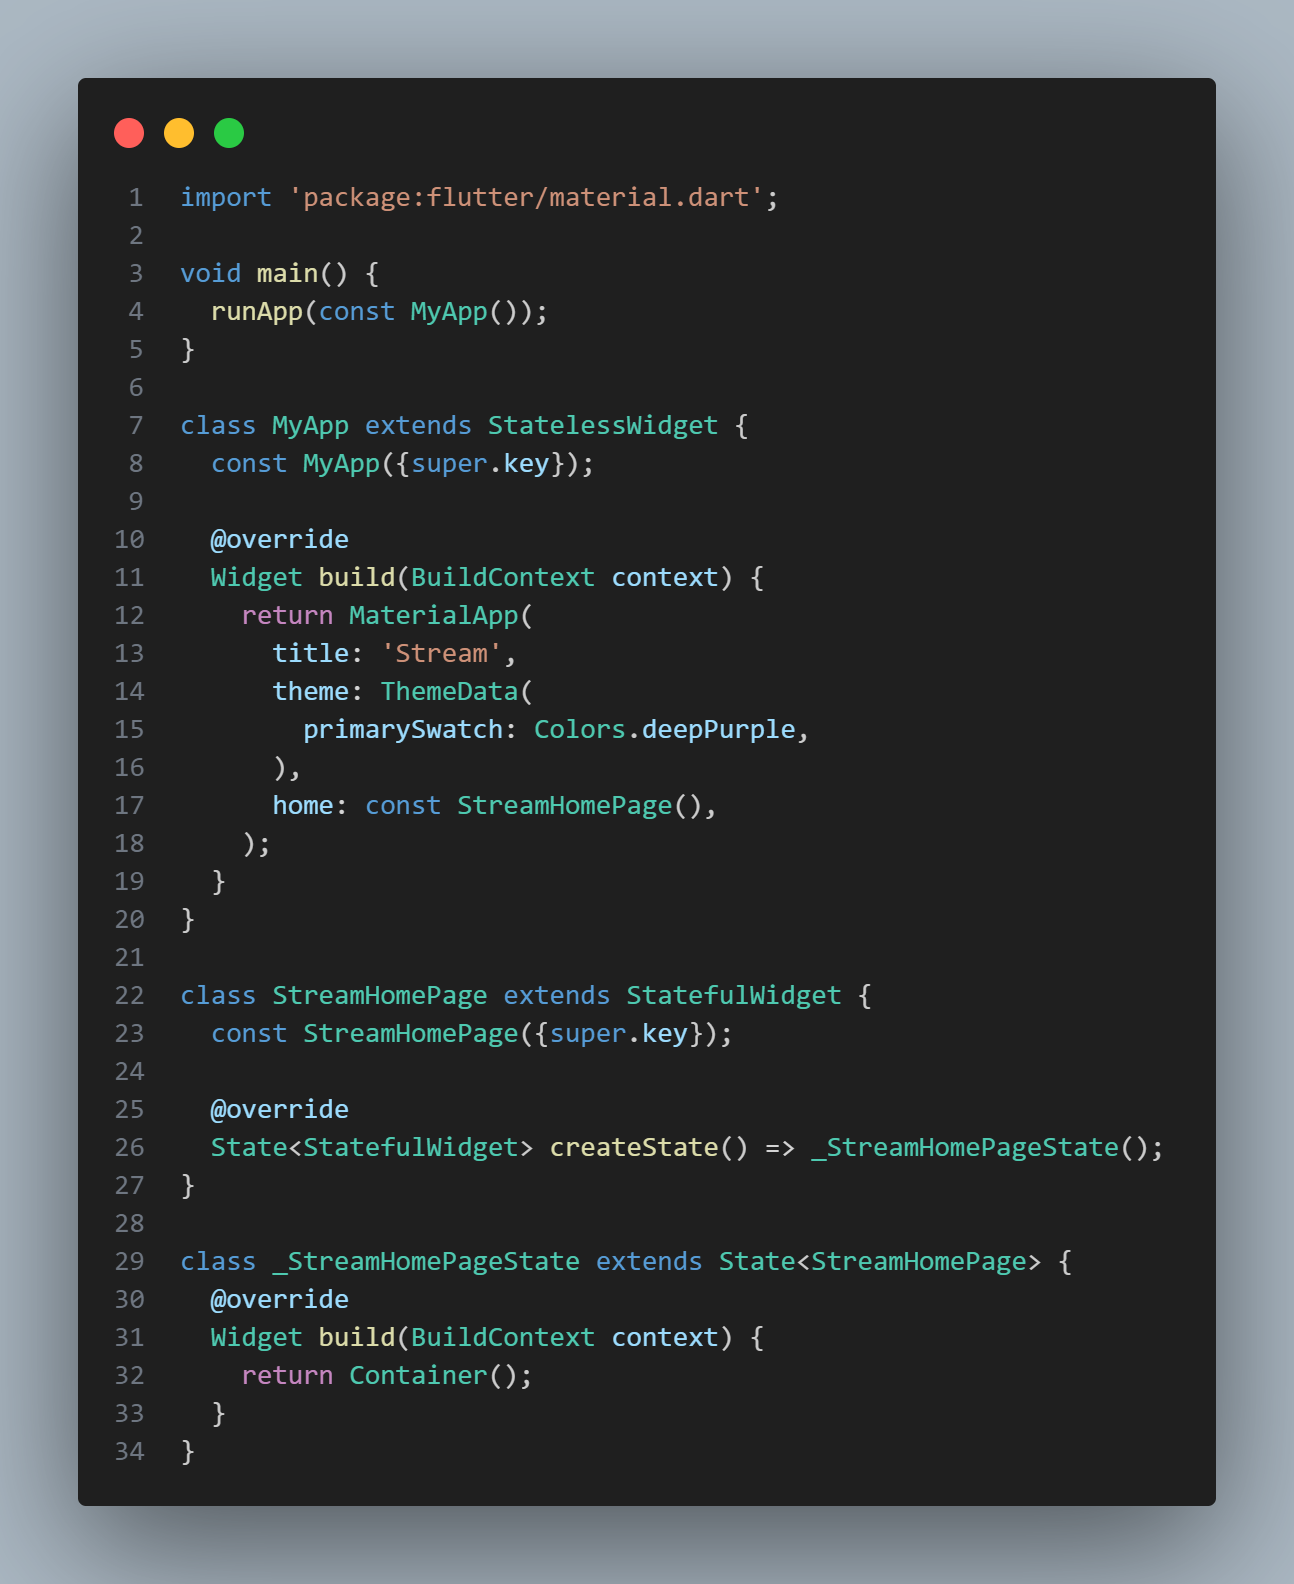 1 import 'package:flutter/material.dart';
2
3 void main() {
4   runApp(const MyApp());
5 }
6
7 class MyApp extends StatelessWidget {
8   const MyApp({super.key});
9
10   @override
11   Widget build(BuildContext context) {
12     return MaterialApp(
13       title: 'Stream',
14       theme: ThemeData(
15         primarySwatch: Colors.deepPurple,
16       ),
17       home: const StreamHomePage(),
18     );
19   }
20 }
21
22 class StreamHomePage extends StatefulWidget {
23   const StreamHomePage({super.key});
24
25   @override
26   State<StatefulWidget> createState() => _StreamHomePageState();
27 }
28
29 class _StreamHomePageState extends State<StreamHomePage> {
30   @override
31   Widget build(BuildContext context) {
32     return Container();
33   }
34 }